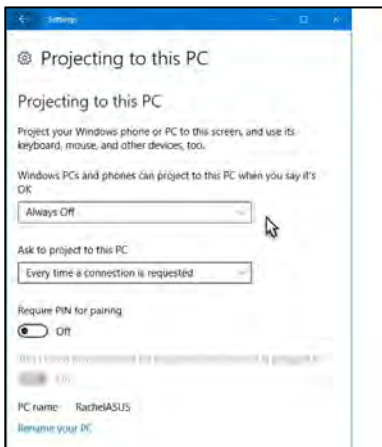 Settings
Projecting to this PC
Projecting to this PC
Project your Windows phone or PC to this screen, and use its
keyboard, mouse, and other devices, too.
Windows PCs and phones can project to this PC when you say it's
OK
Always Off
Ask to project to this PC
Every time a connection is requested
Require PIN for pairing
Off
PC name RachelASUS
Rename your PC